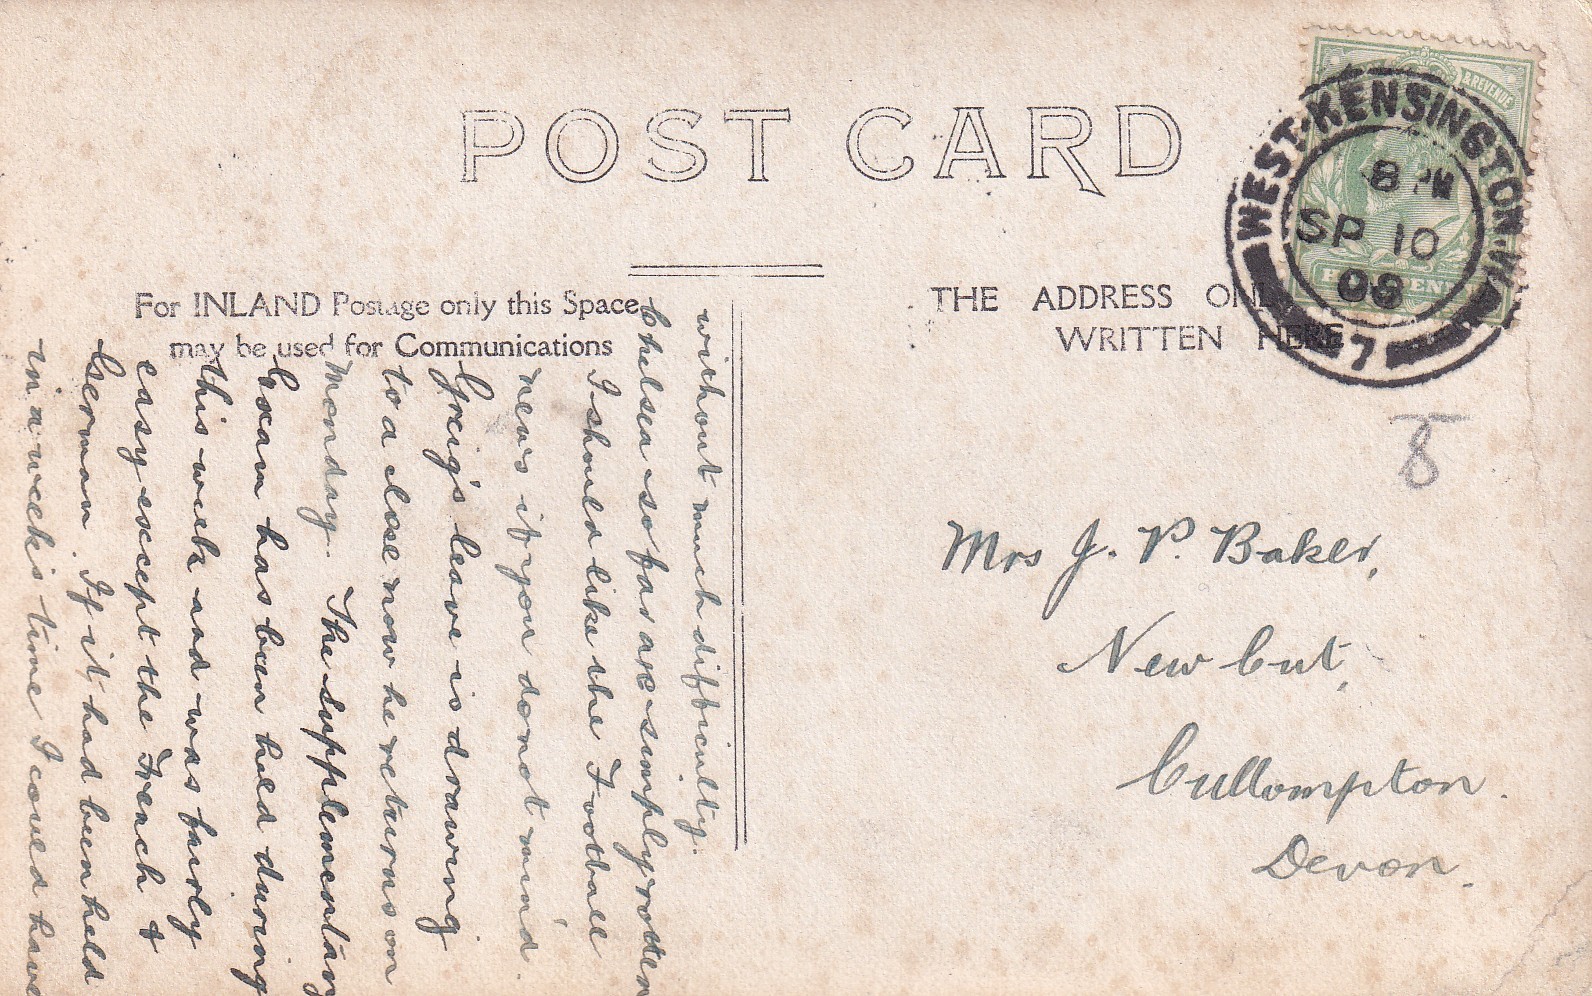 POST CARD
For INLAND Postage only this Space
may be used for Communications
THE ADDRESS
WRITTEN HERE
& REVENUE
WEST·KENSINGTON·W.
8 PM
SP 10
08
7
8
Mrs J. P. Baker,
New Cut,
Cullompton.
Devon.
without much difficulty.
Chelsea so far are simply rotten
I should like the Football
news if you do not mind.
Greig's leave is drawing
to a close now he returns on
Monday. The supplementary
Exam has been held during
this week and was fairly
easy except the French &
German. If it had been held
in a week's time I could have